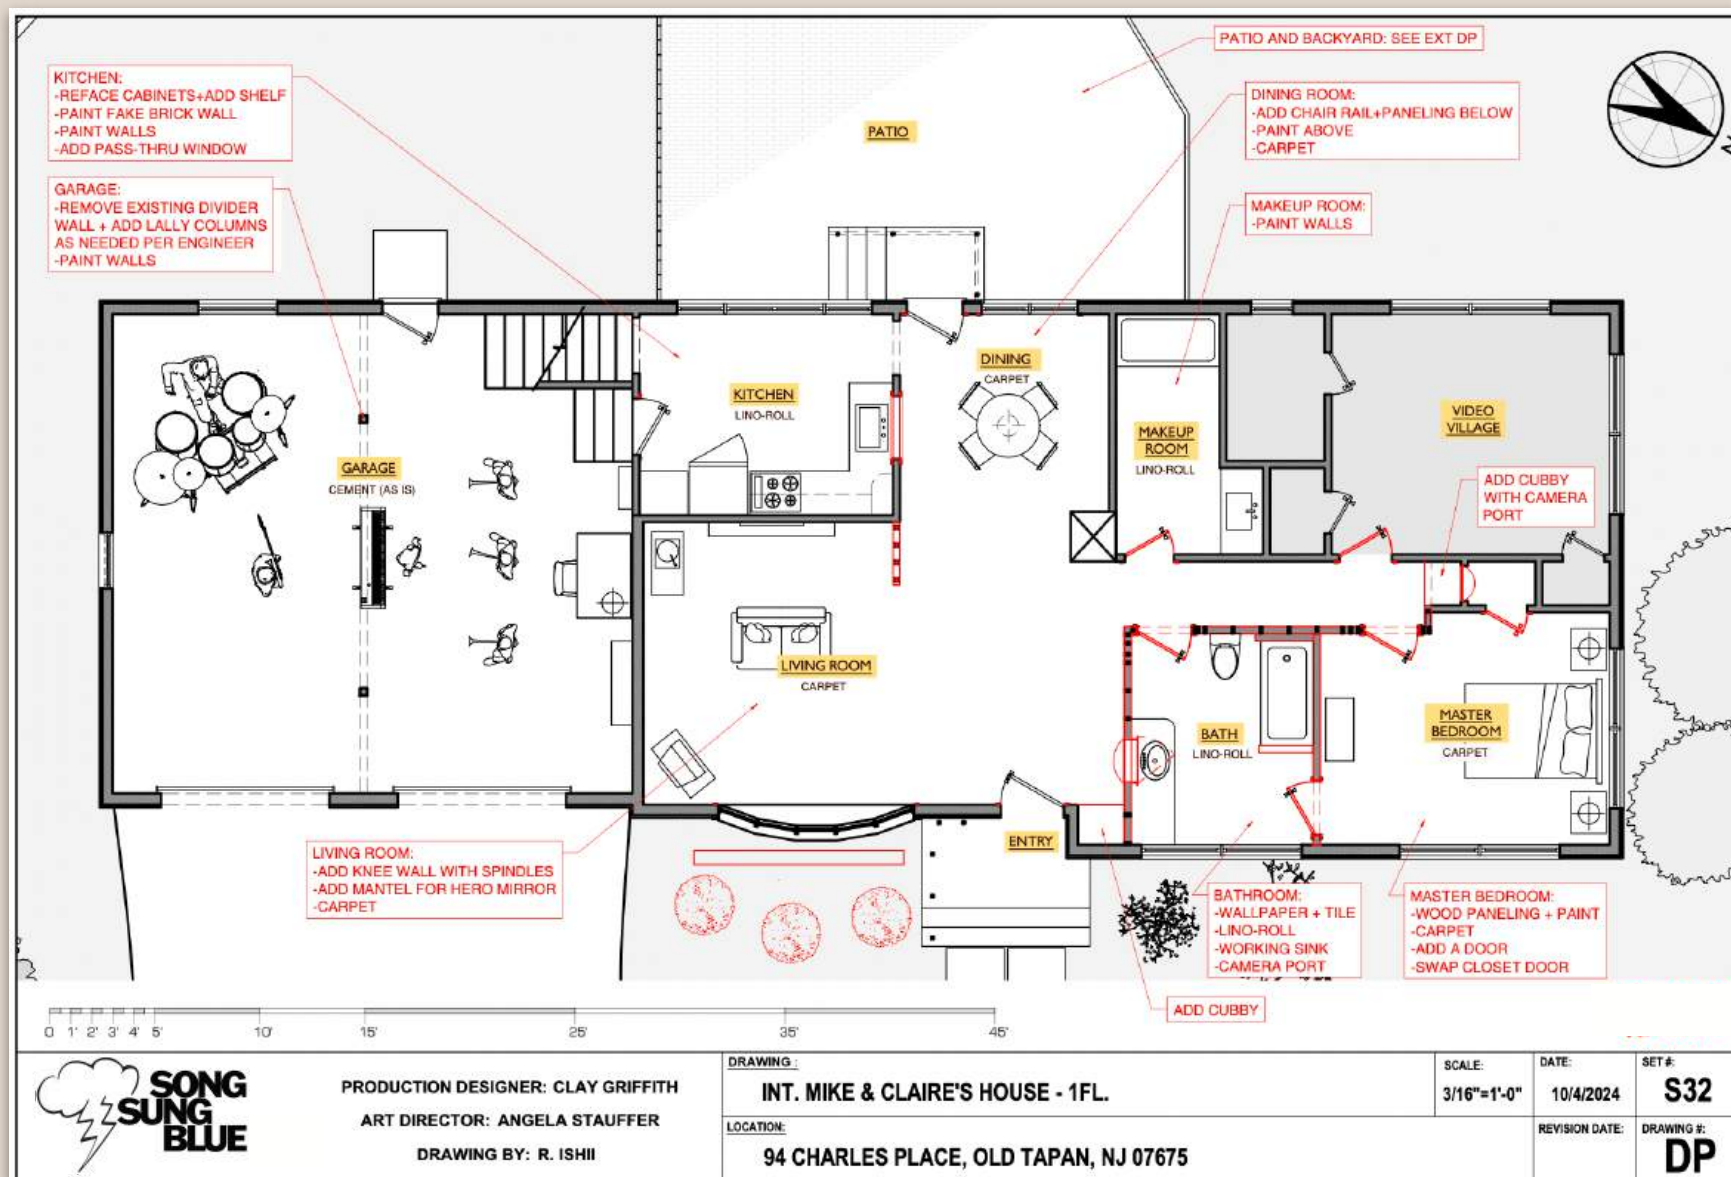 PATIO AND BACKYARD: SEE EXT DP
KITCHEN:
-REFACE CABINETS+ADD SHELF
-PAINT FAKE BRICK WALL
-PAINT WALLS
-ADD PASS-THRU WINDOW
DINING ROOM:
-ADD CHAIR RAIL+PANELING BELOW
-PAINT ABOVE
-CARPET
N
PATIO
GARAGE:
-REMOVE EXISTING DIVIDER
WALL + ADD LALLY COLUMNS
AS NEEDED PER ENGINEER
-PAINT WALLS
MAKEUP ROOM:
-PAINT WALLS
DINING
CARPET
KITCHEN
LINO-ROLL
MAKEUP
ROOM
LINO-ROLL
VIDEO
VILLAGE
GARAGE
CEMENT (AS IS)
ADD CUBBY
WITH CAMERA
PORT
LIVING ROOM
CARPET
BATH
LINO-ROLL
MASTER
BEDROOM
CARPET
ENTRY
LIVING ROOM:
-ADD KNEE WALL WITH SPINDLES
-ADD MANTEL FOR HERO MIRROR
-CARPET
BATHROOM:
-WALLPAPER + TILE
-LINO-ROLL
-WORKING SINK
-CAMERA PORT
MASTER BEDROOM:
-WOOD PANELING + PAINT
-CARPET
-ADD A DOOR
-SWAP CLOSET DOOR
ADD CUBBY
0 1' 2' 3' 4' 5' 10' 15' 25' 35' 45'
SONG
SUNG
BLUE
PRODUCTION DESIGNER: CLAY GRIFFITH
ART DIRECTOR: ANGELA STAUFFER
DRAWING BY: R. ISHII
DRAWING :
INT. MIKE & CLAIRE'S HOUSE - 1FL.
LOCATION:
94 CHARLES PLACE, OLD TAPAN, NJ 07675
SCALE:
3/16"=1'-0"
DATE:
10/4/2024
SET #:
S32
REVISION DATE:
DRAWING #:
DP